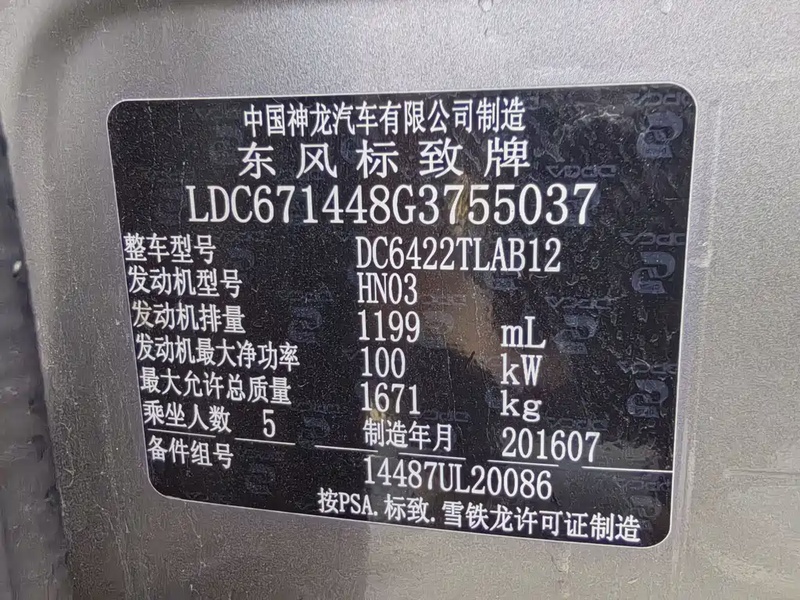 中国神龙汽车有限公司制造
东风标致牌
LDC671448G3755037
整车型号 DC6422TLAB12
发动机型号 HN03
发动机排量 1199 mL
发动机最大净功率 100 kW
最大允许总质量 1671 kg
乘坐人数 5 制造年月 201607
备件组号 14487UL20086
按PSA.标致.雪铁龙许可证制造